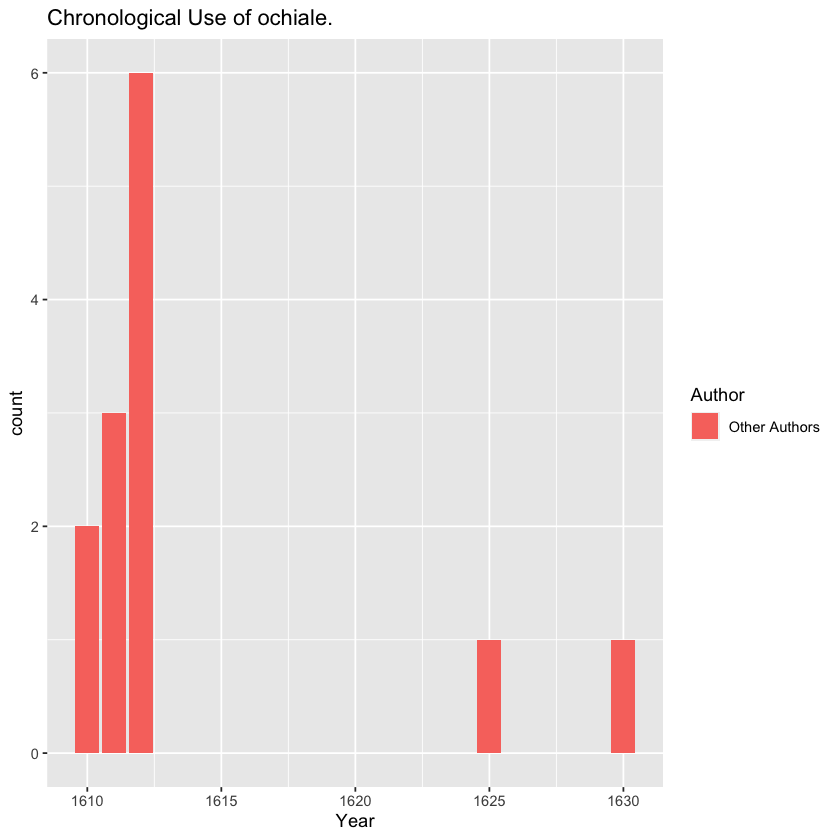 Chronological Use of ochiale.
6
4
2
0
count
1610 1615 1620 1625 1630
Year
Author
Other Authors